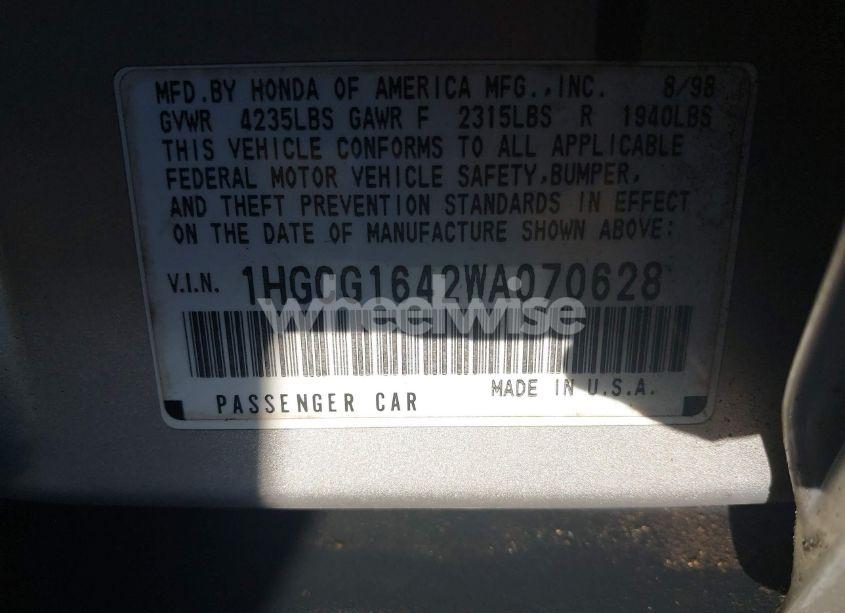 MFD.BY HONDA OF AMERICA MFG.,INC. 8/98
GVWR 4235LBS GAWR F 2315LBS R 1940LBS
THIS VEHICLE CONFORMS TO ALL APPLICABLE
FEDERAL MOTOR VEHICLE SAFETY,BUMPER,
AND THEFT PREVENTION STANDARDS IN EFFECT
ON THE DATE OF MANUFACTURE SHOWN ABOVE:
V.I.N. 1HGCG1642WA070628
wheelwise
PASSENGER CAR MADE IN U.S.A.